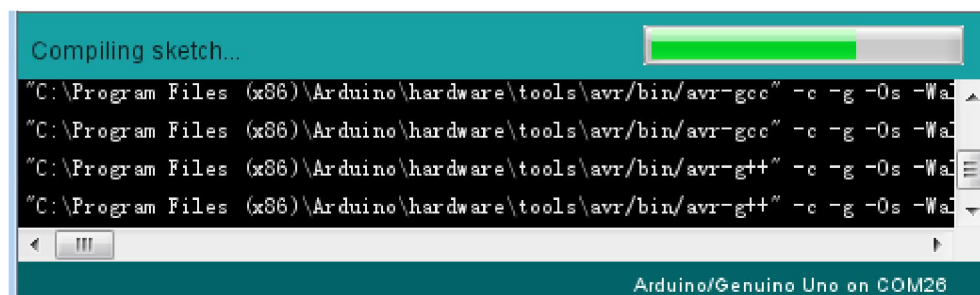 Compiling sketch...
"C:\Program Files (x86)\Arduino\hardware\tools\avr/bin/avr-gcc" -c -g -Os -Wal
"C:\Program Files (x86)\Arduino\hardware\tools\avr/bin/avr-gcc" -c -g -Os -Wal
"C:\Program Files (x86)\Arduino\hardware\tools\avr/bin/avr-g++" -c -g -Os -Wal
"C:\Program Files (x86)\Arduino\hardware\tools\avr/bin/avr-g++" -c -g -Os -Wal
Arduino/Genuino Uno on COM26